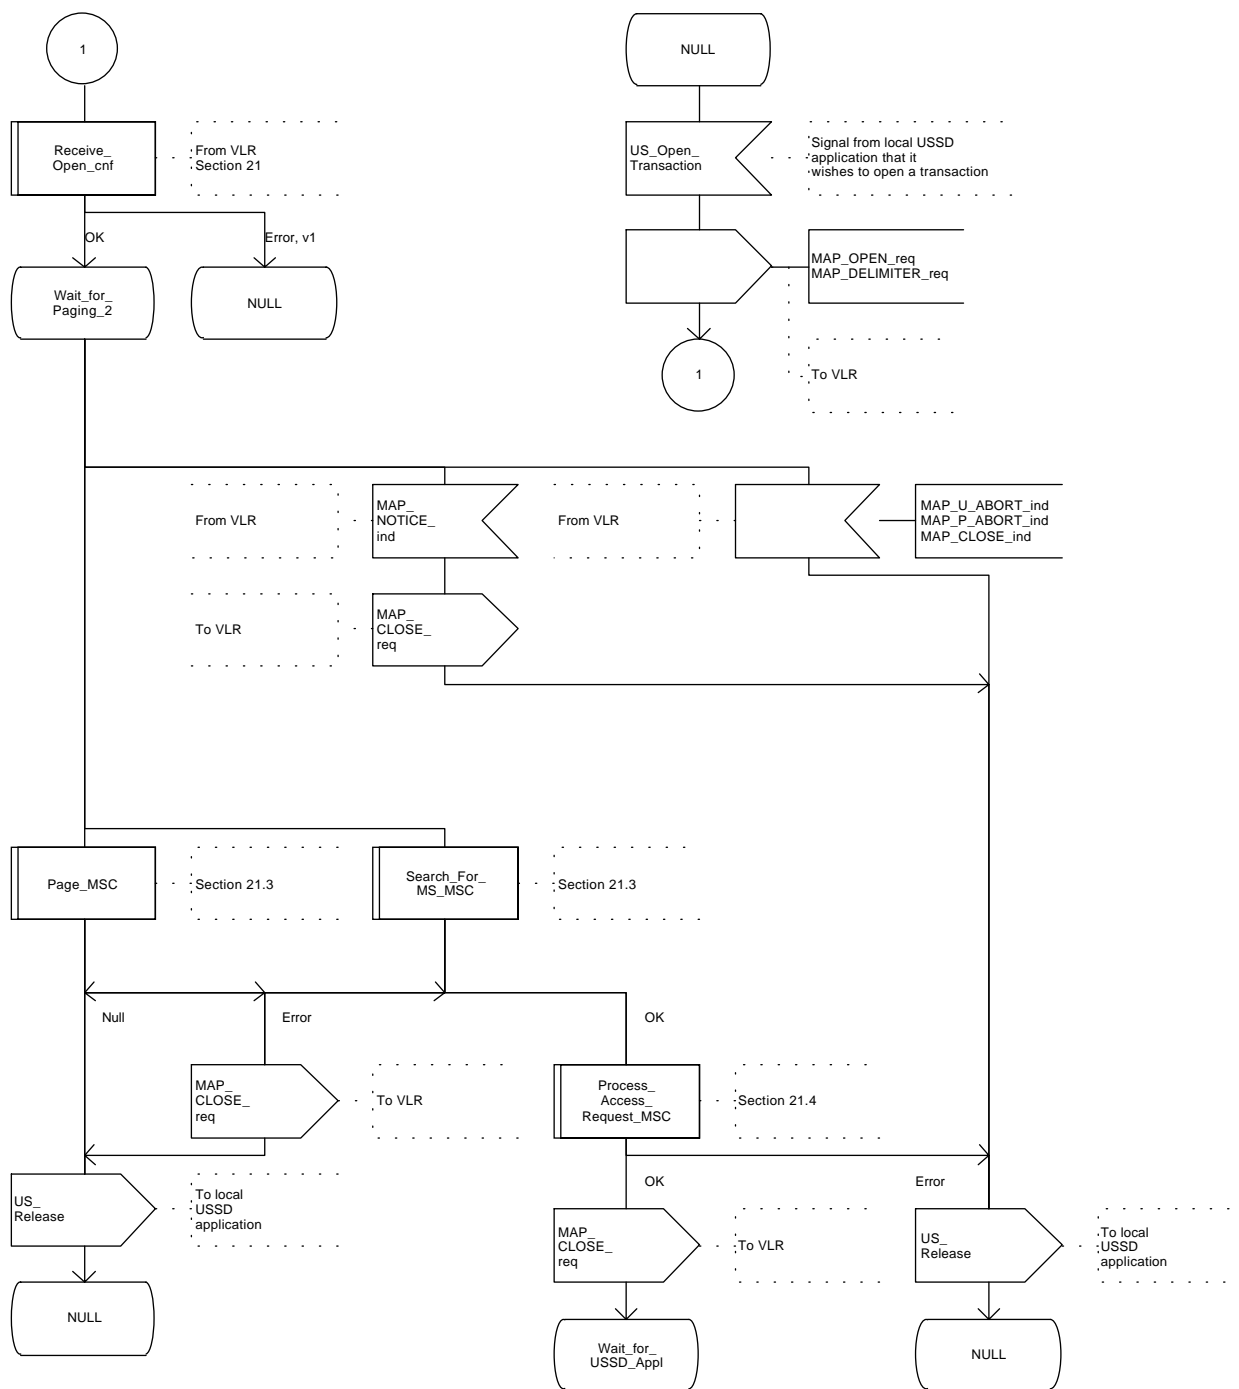 1
NULL
Receive_
Open_cnf
From VLR
Section 21
US_Open_
Transaction
Signal from local USSD
application that it
wishes to open a transaction
OK
Error, v1
MAP_OPEN_req
MAP_DELIMITER_req
Wait_for_
Paging_2
NULL
1
To VLR
From VLR
MAP_
NOTICE_
ind
From VLR
MAP_U_ABORT_ind
MAP_P_ABORT_ind
MAP_CLOSE_ind
To VLR
MAP_
CLOSE_
req
Page_MSC
Section 21.3
Search_For_
MS_MSC
Section 21.3
Null
Error
OK
MAP_
CLOSE_
req
To VLR
Process_
Access_
Request_MSC
Section 21.4
US_
Release
To local
USSD
application
OK
Error
MAP_
CLOSE_
req
To VLR
US_
Release
To local
USSD
application
NULL
Wait_for_
USSD_Appl
NULL